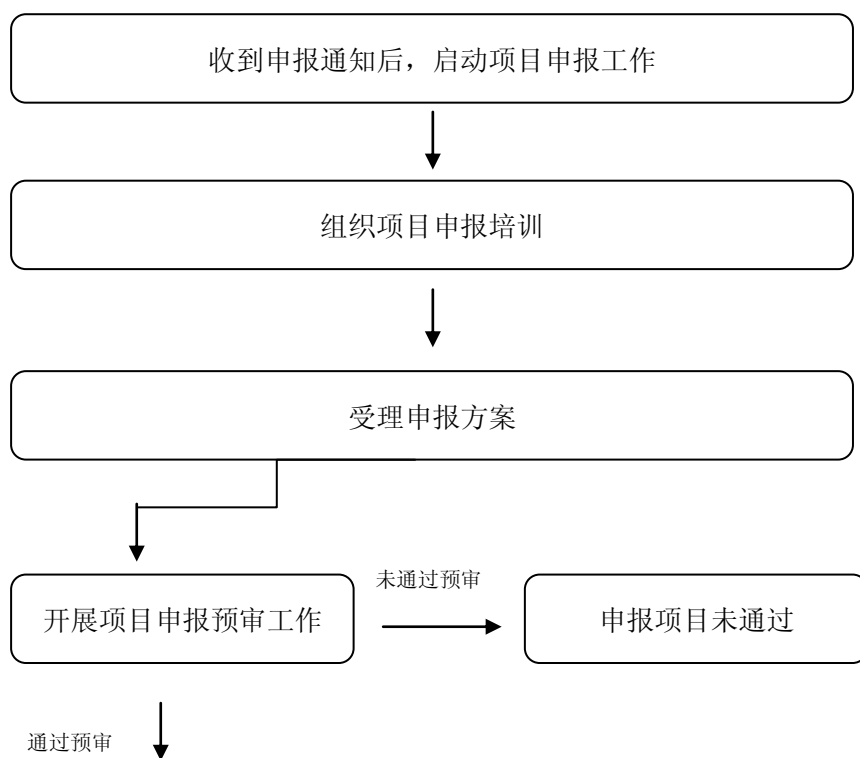 收到申报通知后，启动项目申报工作
组织项目申报培训
受理申报方案
未通过预审
开展项目申报预审工作
申报项目未通过
通过预审